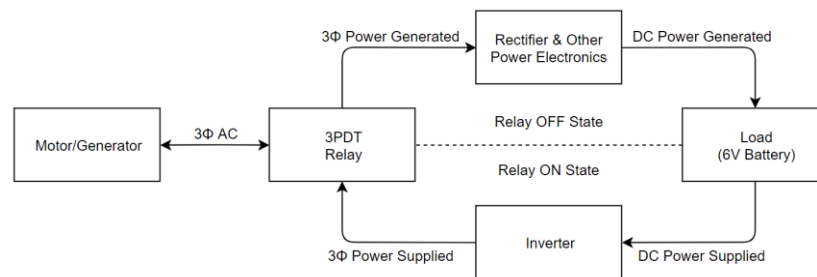 3Φ Power Generated
Rectifier & Other
Power Electronics
DC Power Generated
Motor/Generator
3Φ AC
3PDT
Relay
Relay OFF State
Relay ON State
Load
(6V Battery)
3Φ Power Supplied
Inverter
DC Power Supplied